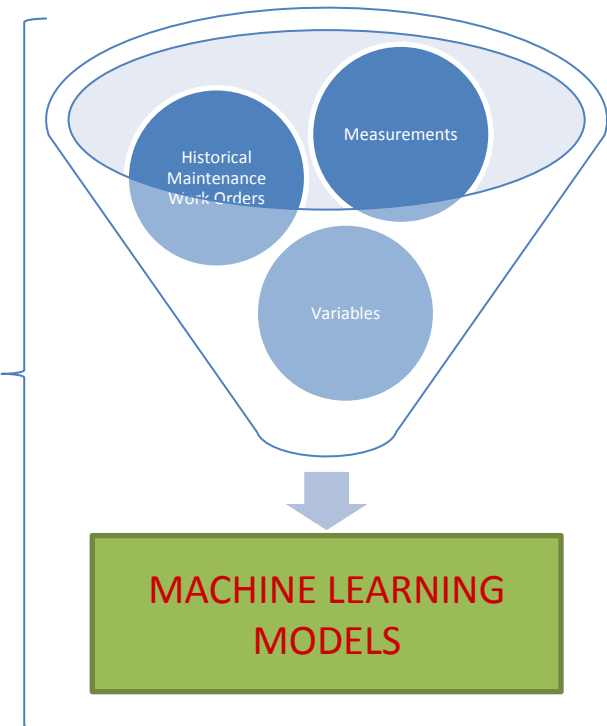 Measurements
Historical
Maintenance
Work Orders
Variables
MACHINE LEARNING
MODELS